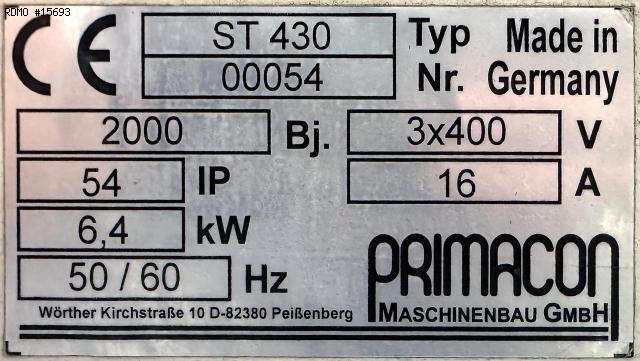 RDMO #15693
CE ST 430 Typ Made in
00054 Nr. Germany
2000 Bj. 3x400 V
54 IP 16 A
6,4 kW
50 / 60 Hz
PRIMACON
MASCHINENBAU GMBH
Wörther Kirchstraße 10 D-82380 Peißenberg